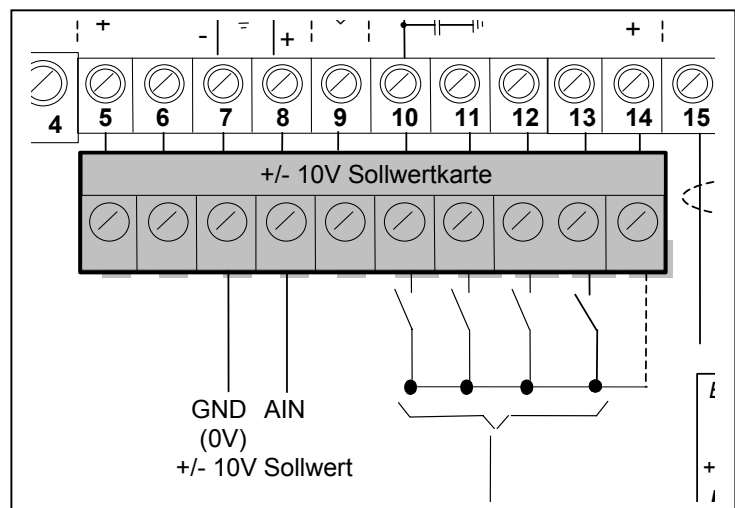 + - + +
4 5 6 7 8 9 10 11 12 13 14 15
+/- 10V Sollwertkarte
GND AIN
(0V)
+/- 10V Sollwert
+